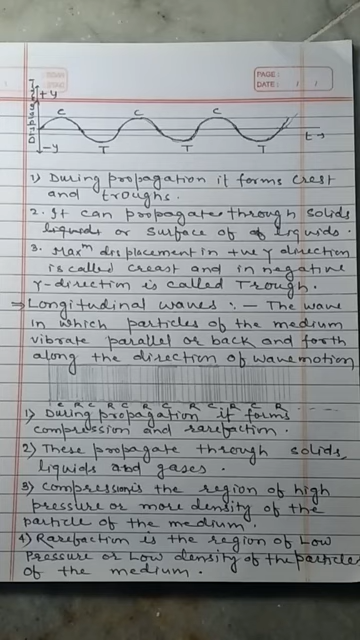 PAGE :
DATE : / /
Displacement
+y
C C C
t→
-y
T T T
1) During propagation it forms crest
and troughs.
2. It can propagate through solids
or surface of liquids.
3. Maxm displacement in +ve Y direction
is called creast and in negative
Y-direction is called Trough.
⇒ Longitudinal waves :- The wave
in which particles of the medium
vibrate parallel or back and forth
along the direction of wave motion
C R C R C R C R C R C R
1) During propagation it forms
compression and rarefaction.
2) These propagate through solids,
liquids and gases.
3) compression is the region of high
pressure or more density of the
particle of the medium.
4) Rarefaction is the region of Low
Pressure or Low density of the particles
of the medium.